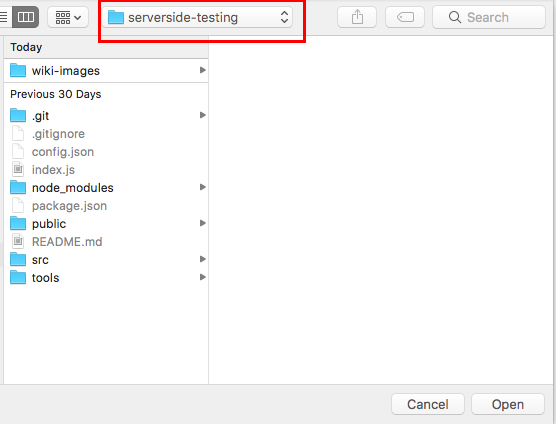 serverside-testing
Search
Today
wiki-images
Previous 30 Days
.git
.gitignore
config.json
index.js
node_modules
package.json
public
README.md
src
tools
Cancel
Open